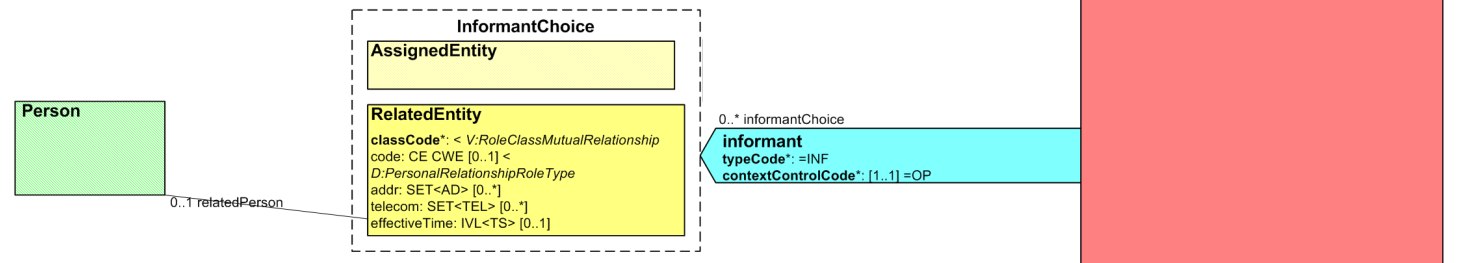 InformantChoice
AssignedEntity
Person
RelatedEntity
classCode*: < V:RoleClassMutualRelationship
code: CE CWE [0..1] <
D:PersonalRelationshipRoleType
addr: SET<AD> [0..*]
telecom: SET<TEL> [0..*]
effectiveTime: IVL<TS> [0..1]
0..1 relatedPerson
0..* informantChoice
informant
typeCode*: =INF
contextControlCode*: [1..1] =OP